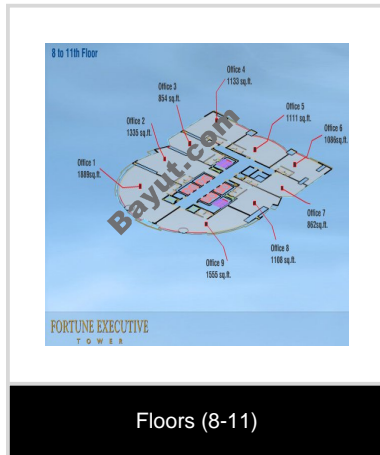 8 to 11th Floor
Office 4
1133 sq.ft.
Office 3
854 sq.ft.
Office 5
1111 sq.ft.
Office 2
1335 sq.ft.
Office 6
1086sq.ft.
Office 1
1889sq.ft.
Office 7
862sq.ft.
Office 8
1108 sq.ft.
Office 9
1555 sq.ft.
Bayut.com
FORTUNE EXECUTIVE
TOWER
Floors (8-11)